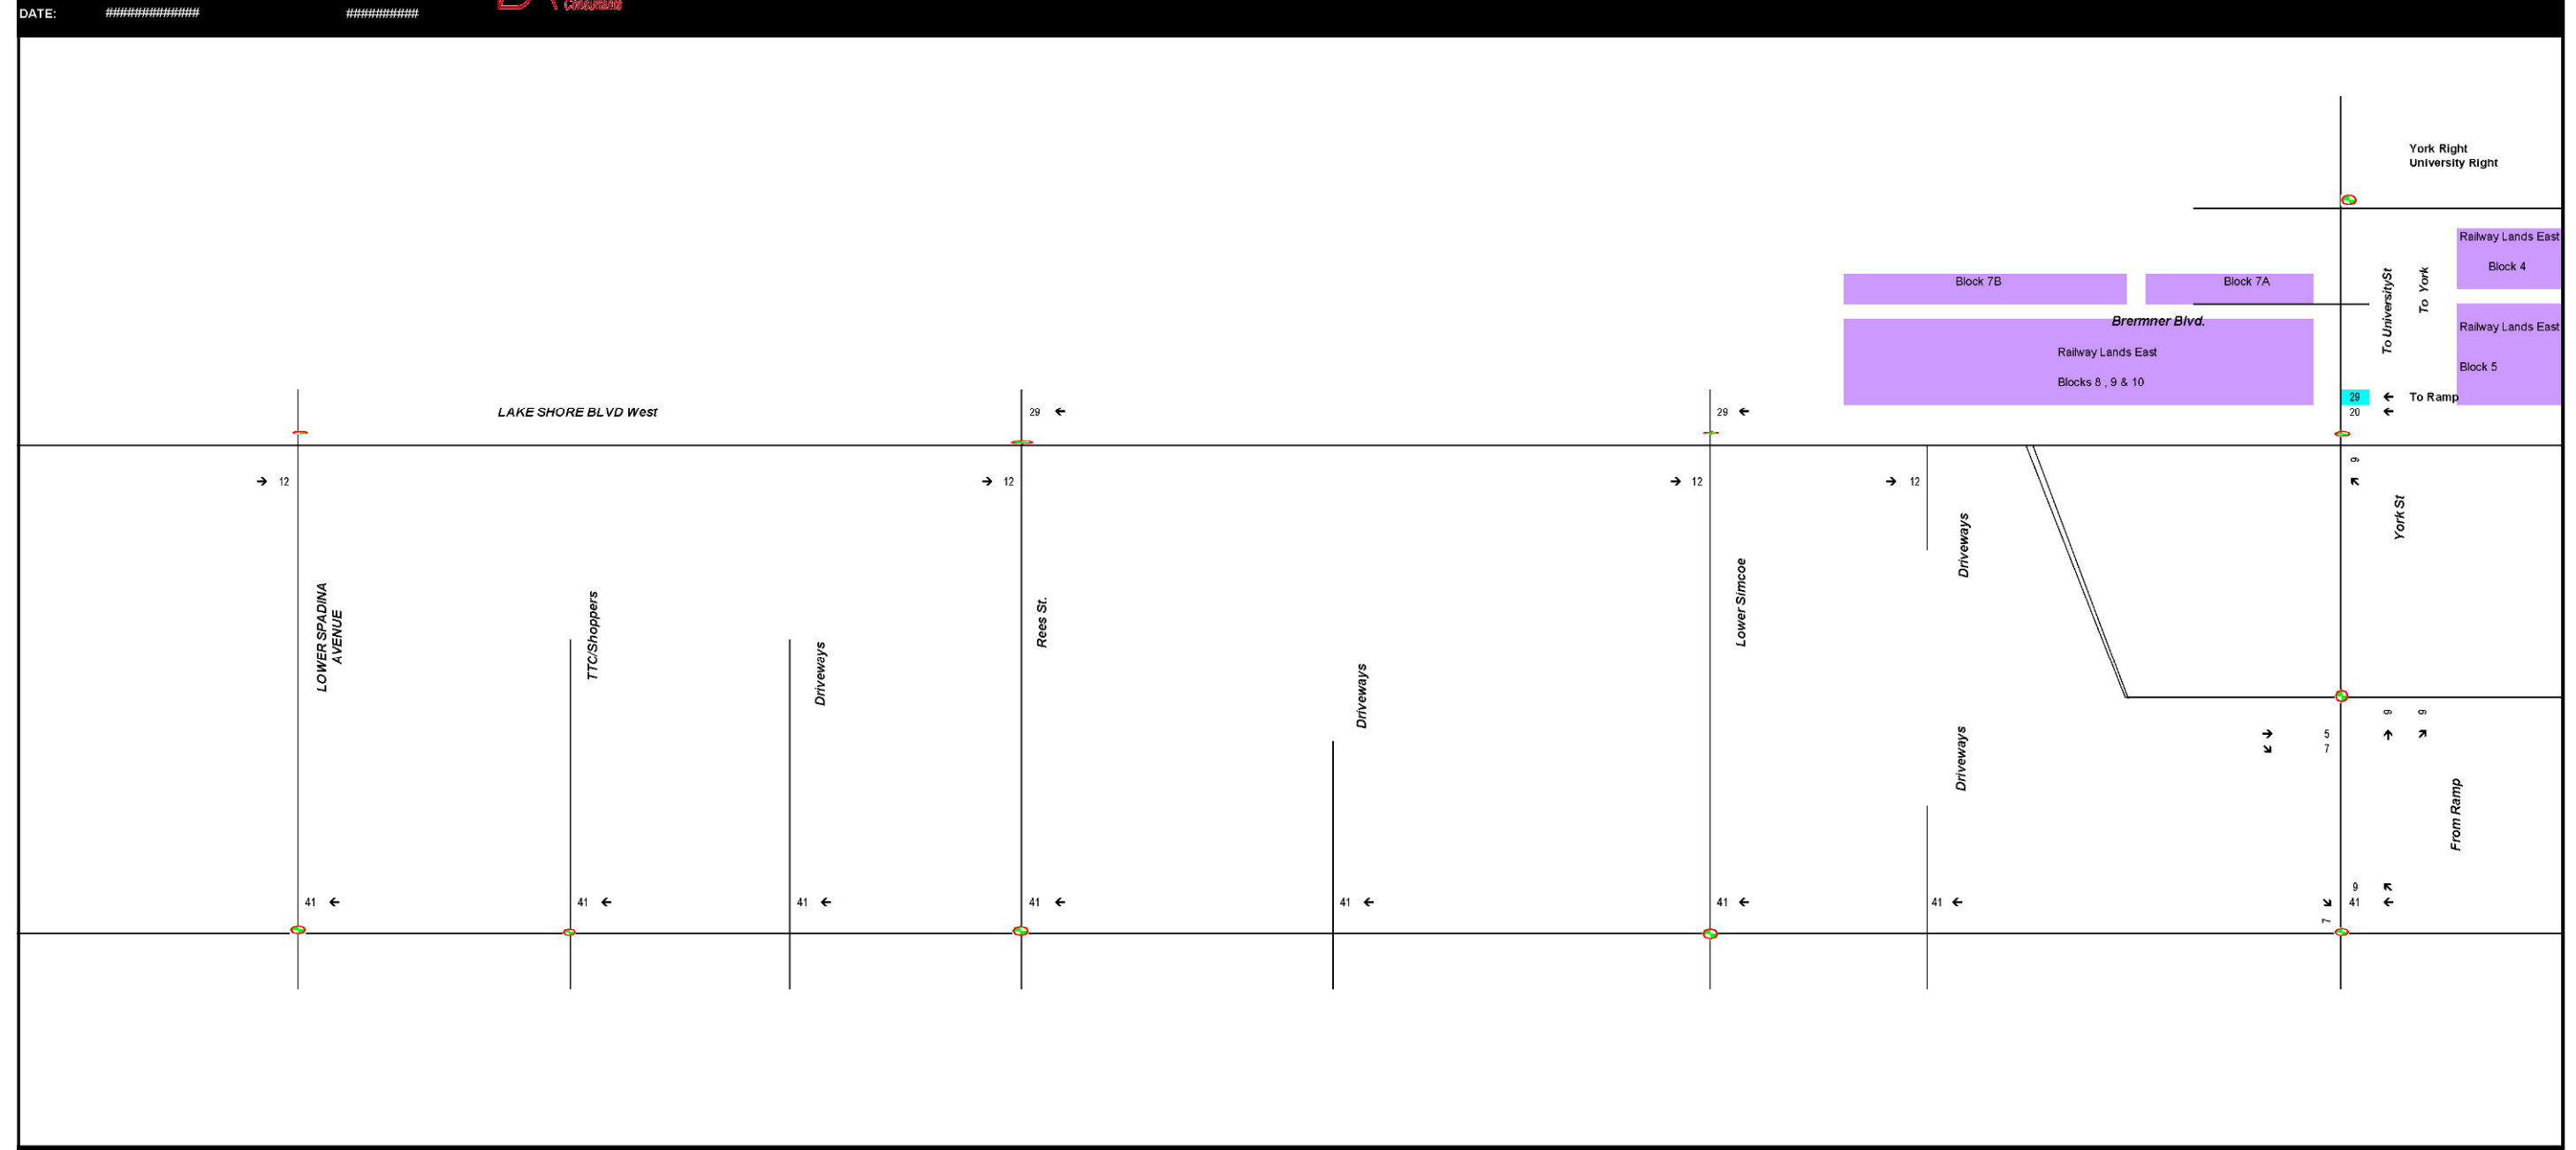 DATE: ############# ##########
Consultants
York Right
University Right
Railway Lands East
Block 4
To UniversitySt
To York
Block 7B
Block 7A
Bremner Blvd.
Railway Lands East
Block 5
Railway Lands East
Blocks 8 , 9 & 10
29 ← To Ramp
20 ←
LAKE SHORE BLVD West
29 ←
29 ←
9
↖
→ 12
→ 12
→ 12
→ 12
York St
Driveways
LOWER SPADINA
AVENUE
TTC/Shoppers
Driveways
Rees St.
Driveways
Lower Simcoe
Driveways
9 9
→ 5 ↑ ↗
↘ 7
From Ramp
9 ↖
41 ←
41 ←
41 ←
41 ←
41 ←
41 ←
41 ←
↘ 41 ←
7